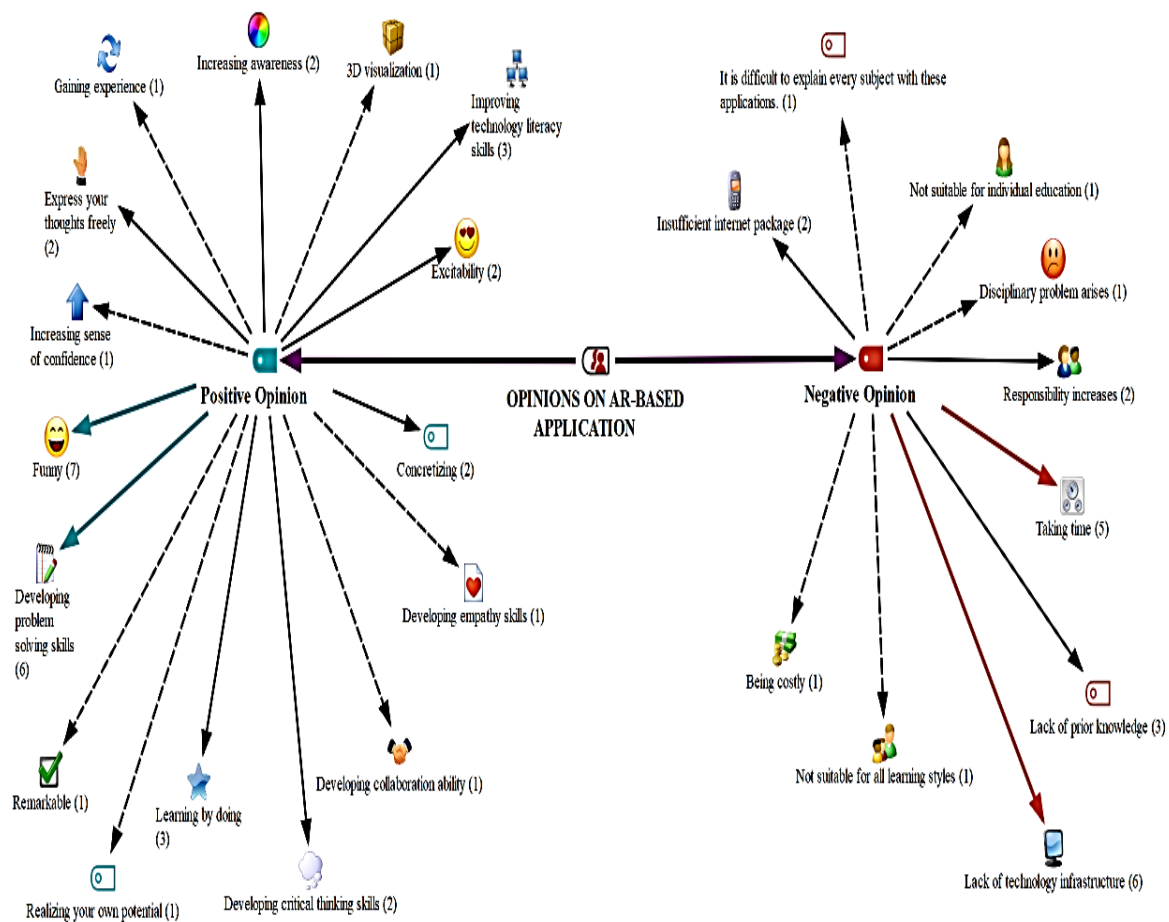 Gaining experience (1)
Increasing awareness (2)
3D visualization (1)
Improving
technology literacy
skills (3)
Express your
thoughts freely
(2)
Excitability (2)
Increasing sense
of confidence (1)
Positive Opinion
Funny (7)
Concretizing (2)
Developing
problem
solving skills
(6)
Developing empathy skills (1)
Remarkable (1)
Learning by doing
(3)
Developing collaboration ability (1)
Realizing your own potential (1)
Developing critical thinking skills (2)
OPINIONS ON AR-BASED
APPLICATION
It is difficult to explain every subject with these
applications. (1)
Insufficient internet package (2)
Not suitable for individual education (1)
Disciplinary problem arises (1)
Negative Opinion
Responsibility increases (2)
Taking time (5)
Being costly (1)
Lack of prior knowledge (3)
Not suitable for all learning styles (1)
Lack of technology infrastructure (6)